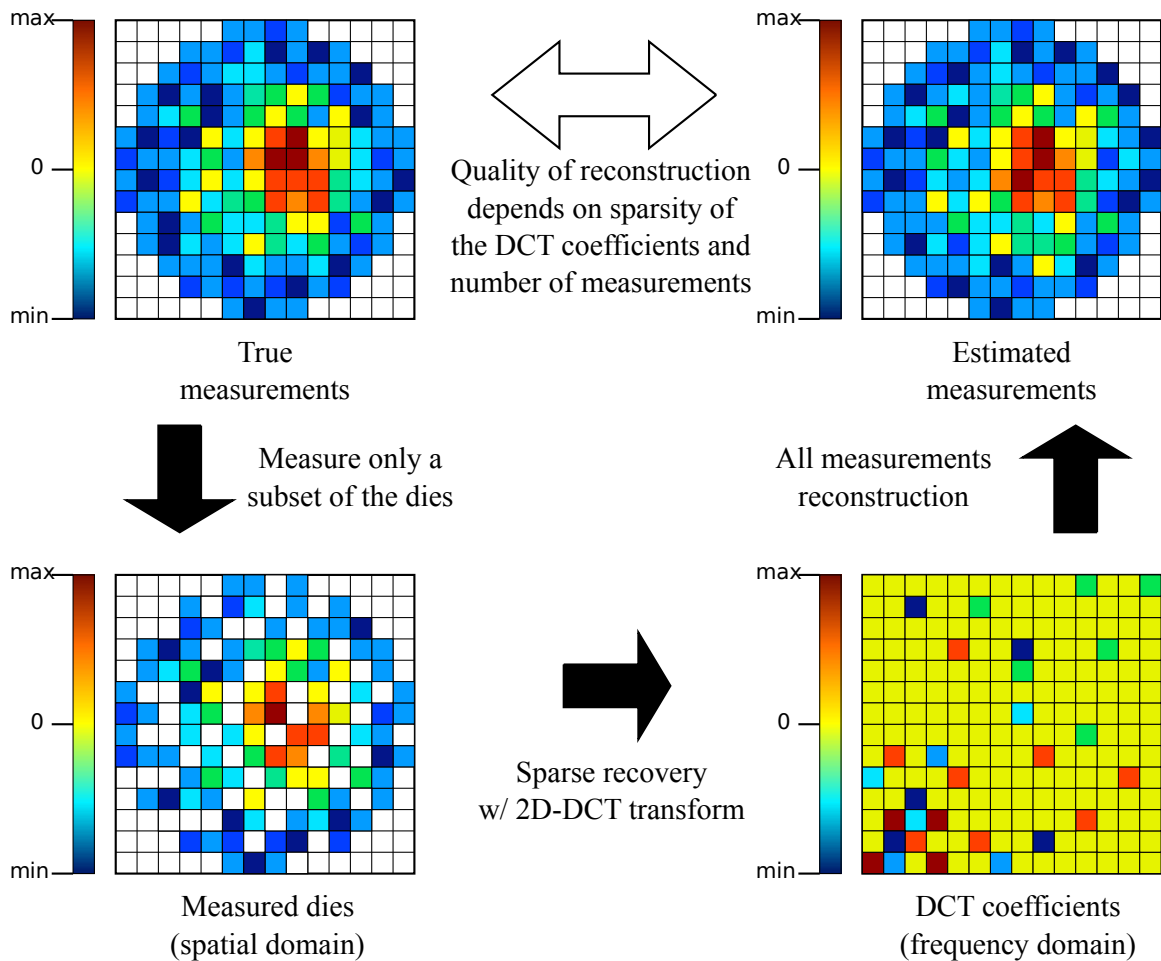 max
0
min
True
measurements
Quality of reconstruction
depends on sparsity of
the DCT coefficients and
number of measurements
max
0
min
Estimated
measurements
Measure only a
subset of the dies
All measurements
reconstruction
max
0
min
Measured dies
(spatial domain)
Sparse recovery
w/ 2D-DCT transform
max
0
min
DCT coefficients
(frequency domain)